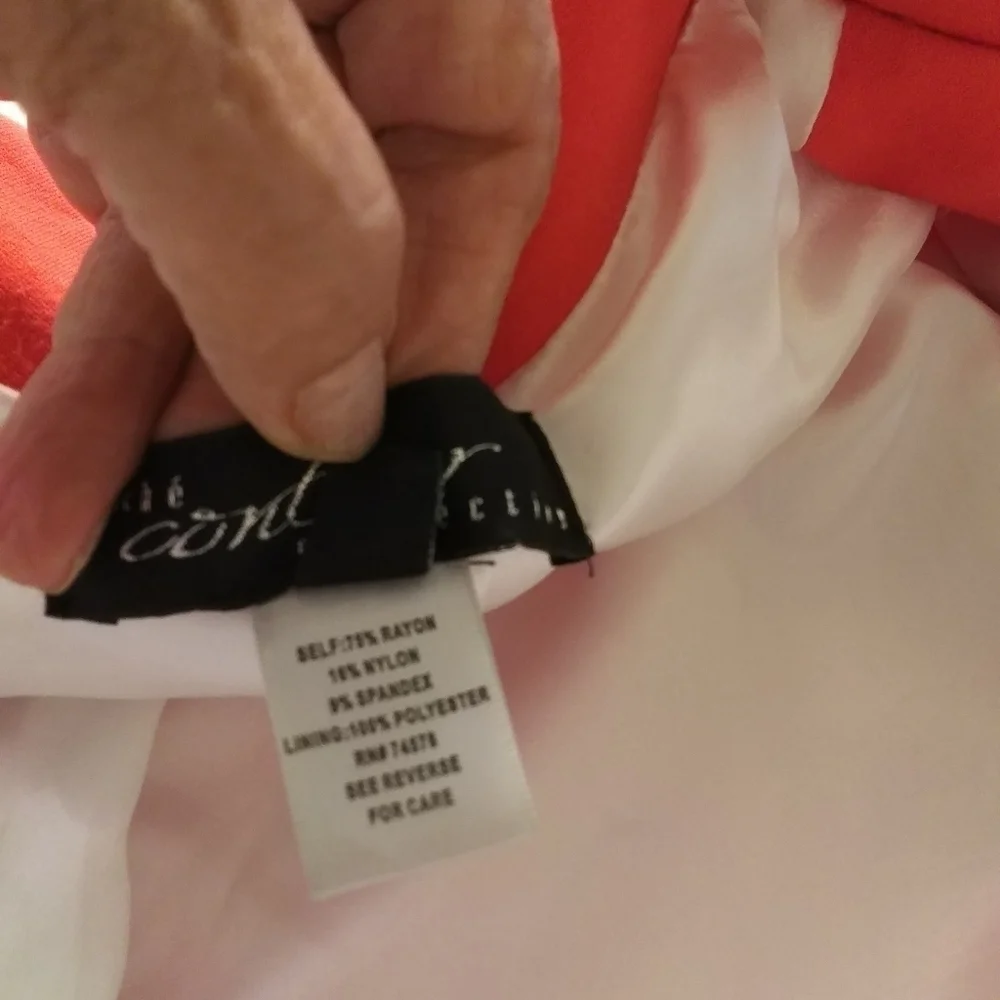 SELF:75% RAYON
16% NYLON
9% SPANDEX
LINING:100% POLYESTER
RN# 74578
SEE REVERSE
FOR CARE